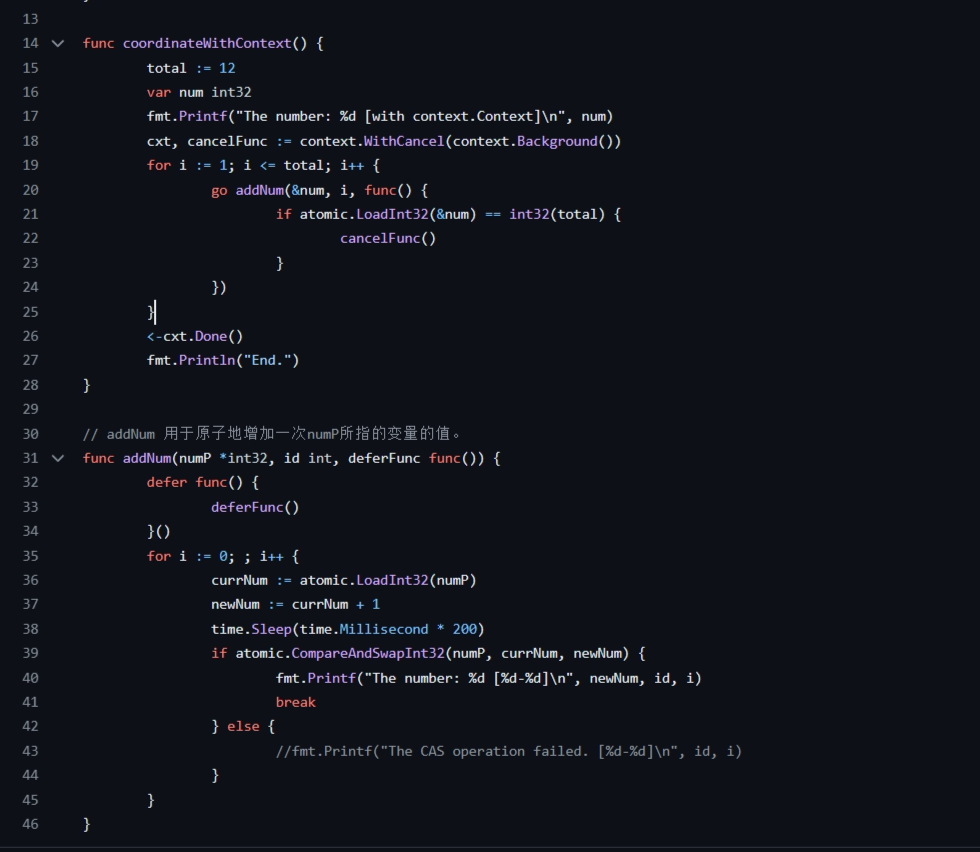 13
14 func coordinateWithContext() {
15 total := 12
16 var num int32
17 fmt.Printf("The number: %d [with context.Context]\n", num)
18 cxt, cancelFunc := context.WithCancel(context.Background())
19 for i := 1; i <= total; i++ {
20 go addNum(&num, i, func() {
21 if atomic.LoadInt32(&num) == int32(total) {
22 cancelFunc()
23 }
24 })
25 }
26 <-cxt.Done()
27 fmt.Println("End.")
28 }
29
30 // addNum 用于原子地增加一次numP所指的变量的值。
31 func addNum(numP *int32, id int, deferFunc func()) {
32 defer func() {
33 deferFunc()
34 }()
35 for i := 0; ; i++ {
36 currNum := atomic.LoadInt32(numP)
37 newNum := currNum + 1
38 time.Sleep(time.Millisecond * 200)
39 if atomic.CompareAndSwapInt32(numP, currNum, newNum) {
40 fmt.Printf("The number: %d [%d-%d]\n", newNum, id, i)
41 break
42 } else {
43 //fmt.Printf("The CAS operation failed. [%d-%d]\n", id, i)
44 }
45 }
46 }